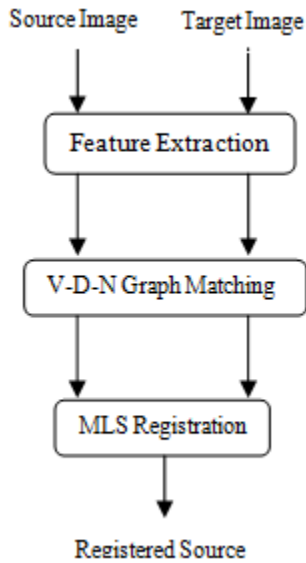 Source Image Target Image
Feature Extraction
V-D-N Graph Matching
MLS Registration
Registered Source